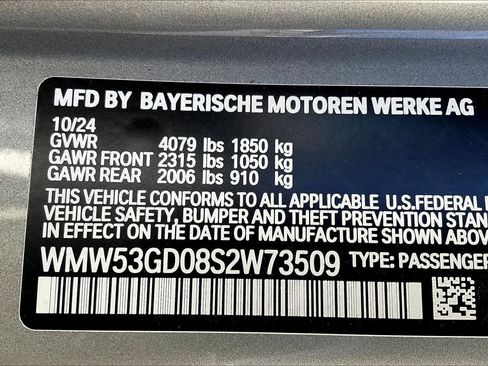 MFD BY BAYERISCHE MOTOREN WERKE AG
10/24
GVWR 4079 lbs 1850 kg
GAWR FRONT 2315 lbs 1050 kg
GAWR REAR 2006 lbs 910 kg
THIS VEHICLE CONFORMS TO ALL APPLICABLE U.S.FEDERAL
VEHICLE SAFETY, BUMPER AND THEFT PREVENTION STAN
IN EFFECT ON THE DATE OF MANUFACTURE SHOWN ABOVE.
WMW53GD08S2W73509 TYPE: PASSENGER